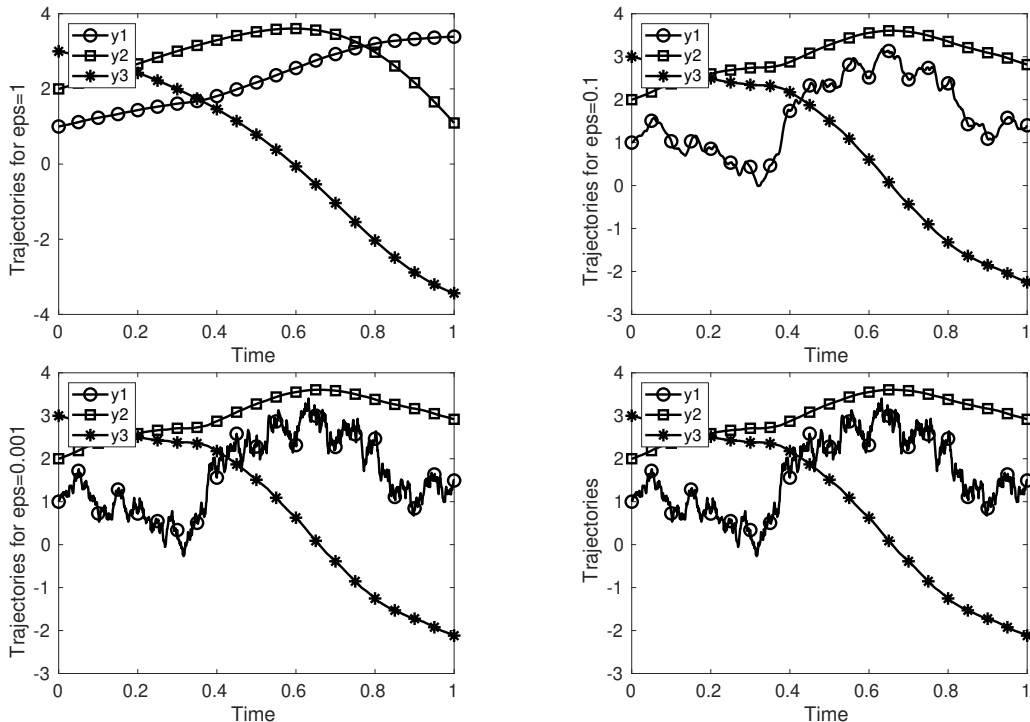 Trajectories for eps=1
4
2
0
-2
-4
y1
y2
y3
0
0.2
0.4
0.6
0.8
1
Time
Trajectories for eps=0.1
4
3
2
1
0
-1
-2
-3
y1
y2
y3
0
0.2
0.4
0.6
0.8
1
Time
Trajectories for eps=0.001
4
3
2
1
0
-1
-2
-3
y1
y2
y3
0
0.2
0.4
0.6
0.8
1
Time
Trajectories
4
3
2
1
0
-1
-2
-3
y1
y2
y3
0
0.2
0.4
0.6
0.8
1
Time